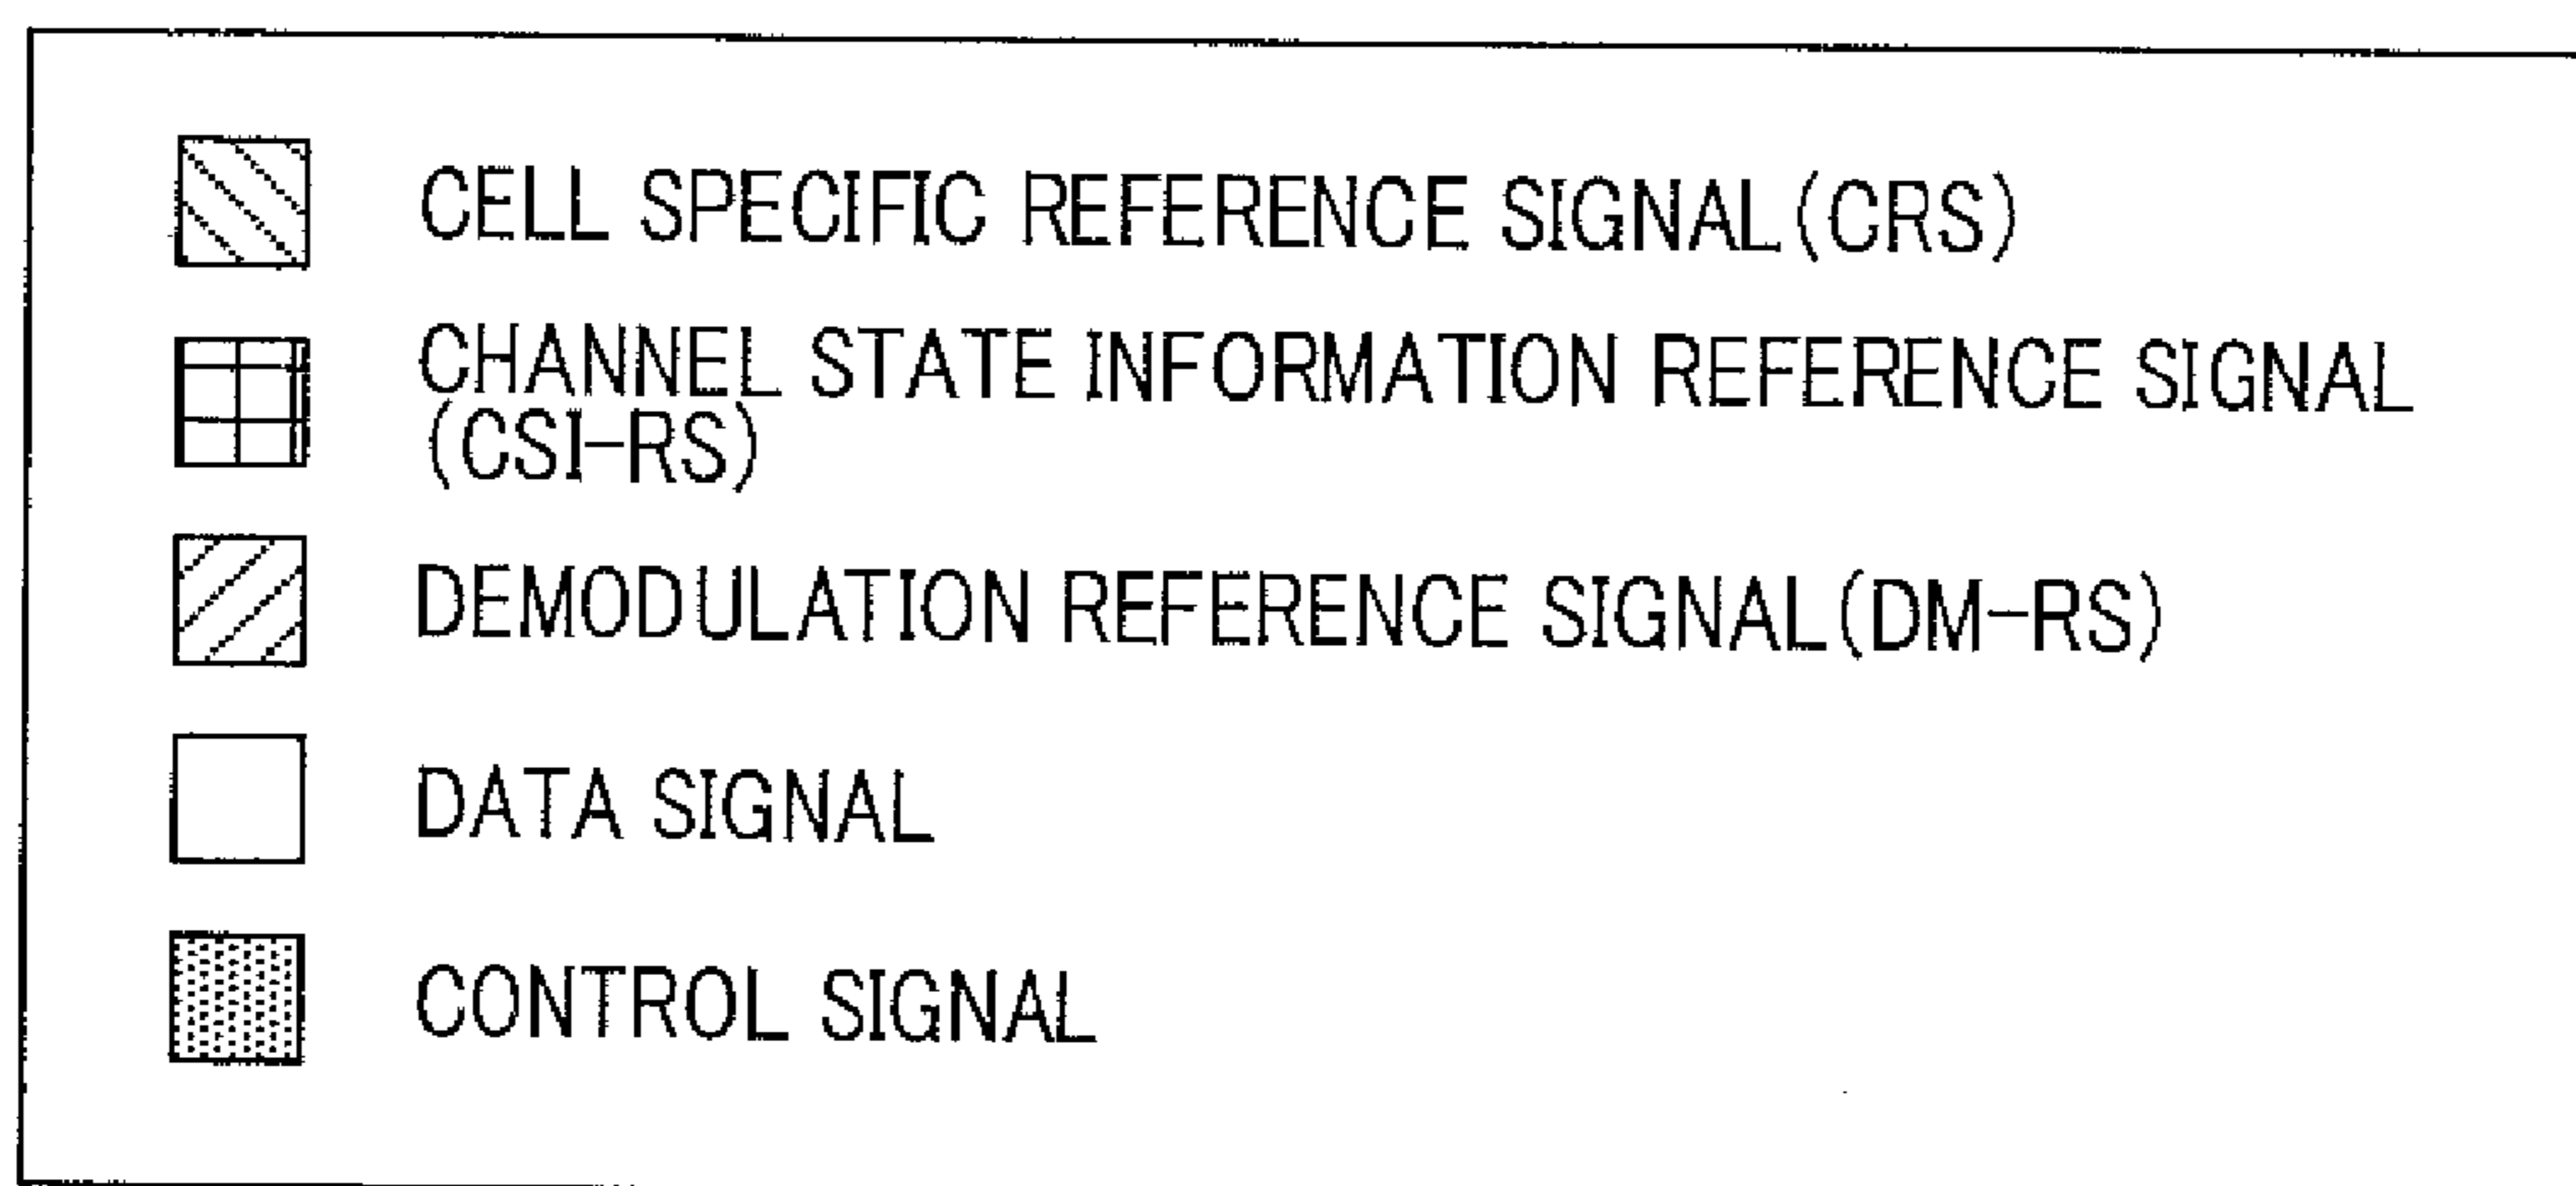 CELL SPECIFIC REFERENCE SIGNAL(CRS)
CHANNEL STATE INFORMATION REFERENCE SIGNAL
(CSI-RS)
DEMODULATION REFERENCE SIGNAL(DM-RS)
DATA SIGNAL
CONTROL SIGNAL